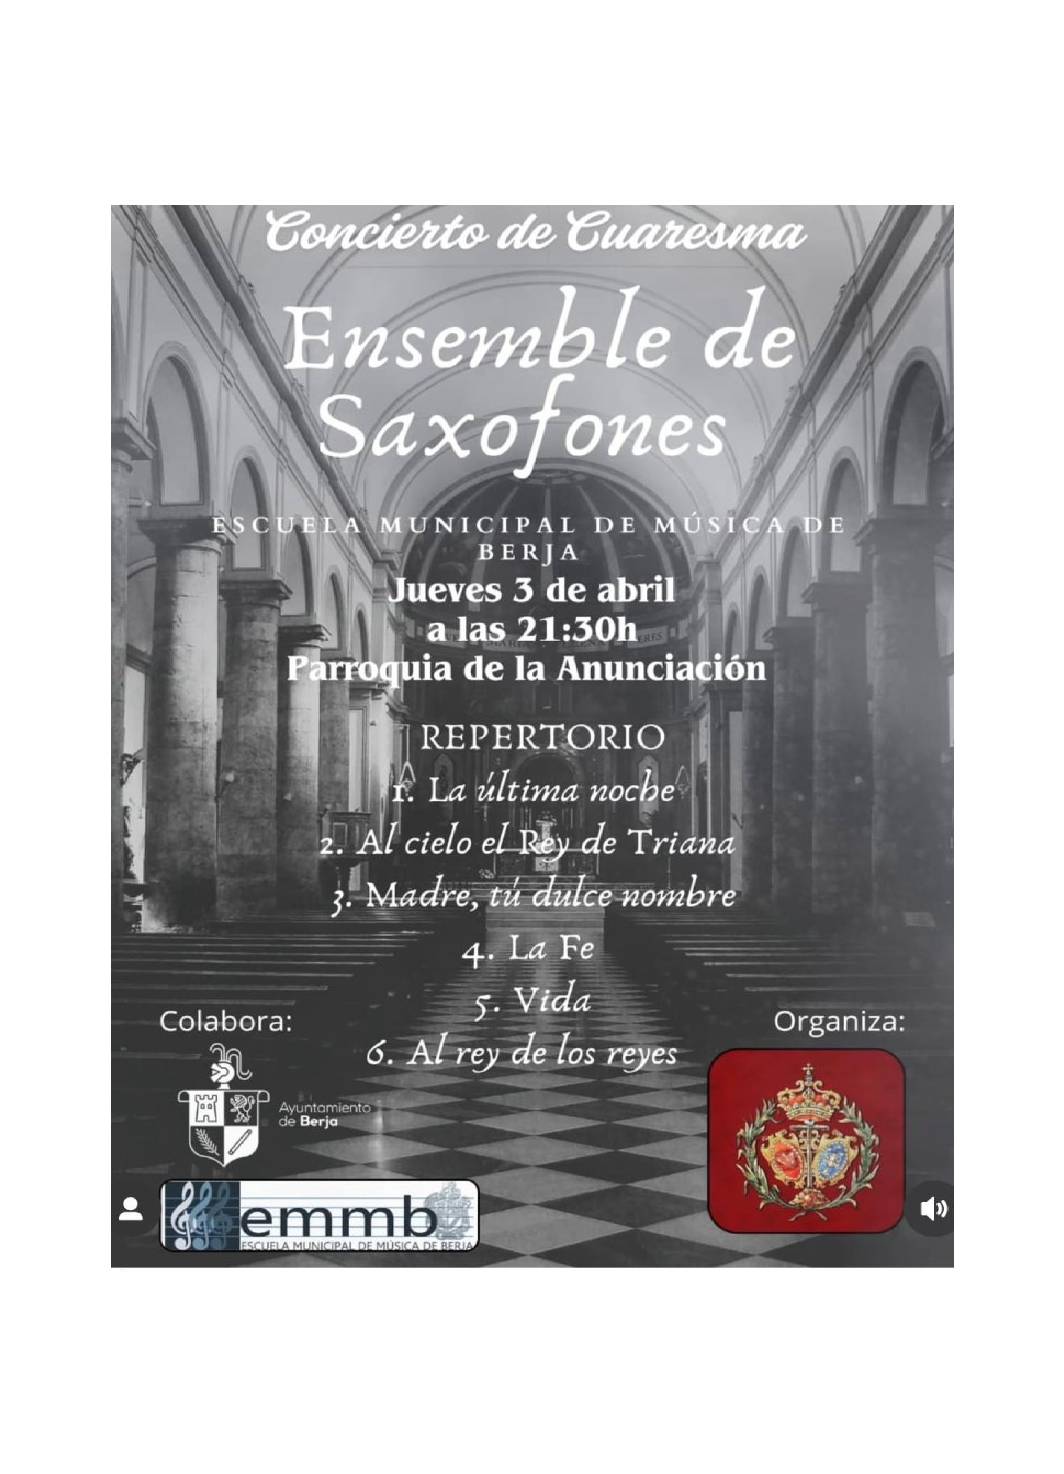 Concierto de Cuaresma
Ensemble de
Saxofones
ESCUELA MUNICIPAL DE MÚSICA DE
BERJA
Jueves 3 de abril
a las 21:30h
Parroquia de la Anunciación
REPERTORIO
1. La última noche
2. Al cielo el Rey de Triana
3. Madre, tú dulce nombre
4. La Fe
5. Vida
6. Al rey de los reyes
Colabora:
Organiza:
Ayuntamiento
de Berja
emmb
ESCUELA MUNICIPAL DE MÚSICA DE BERJA